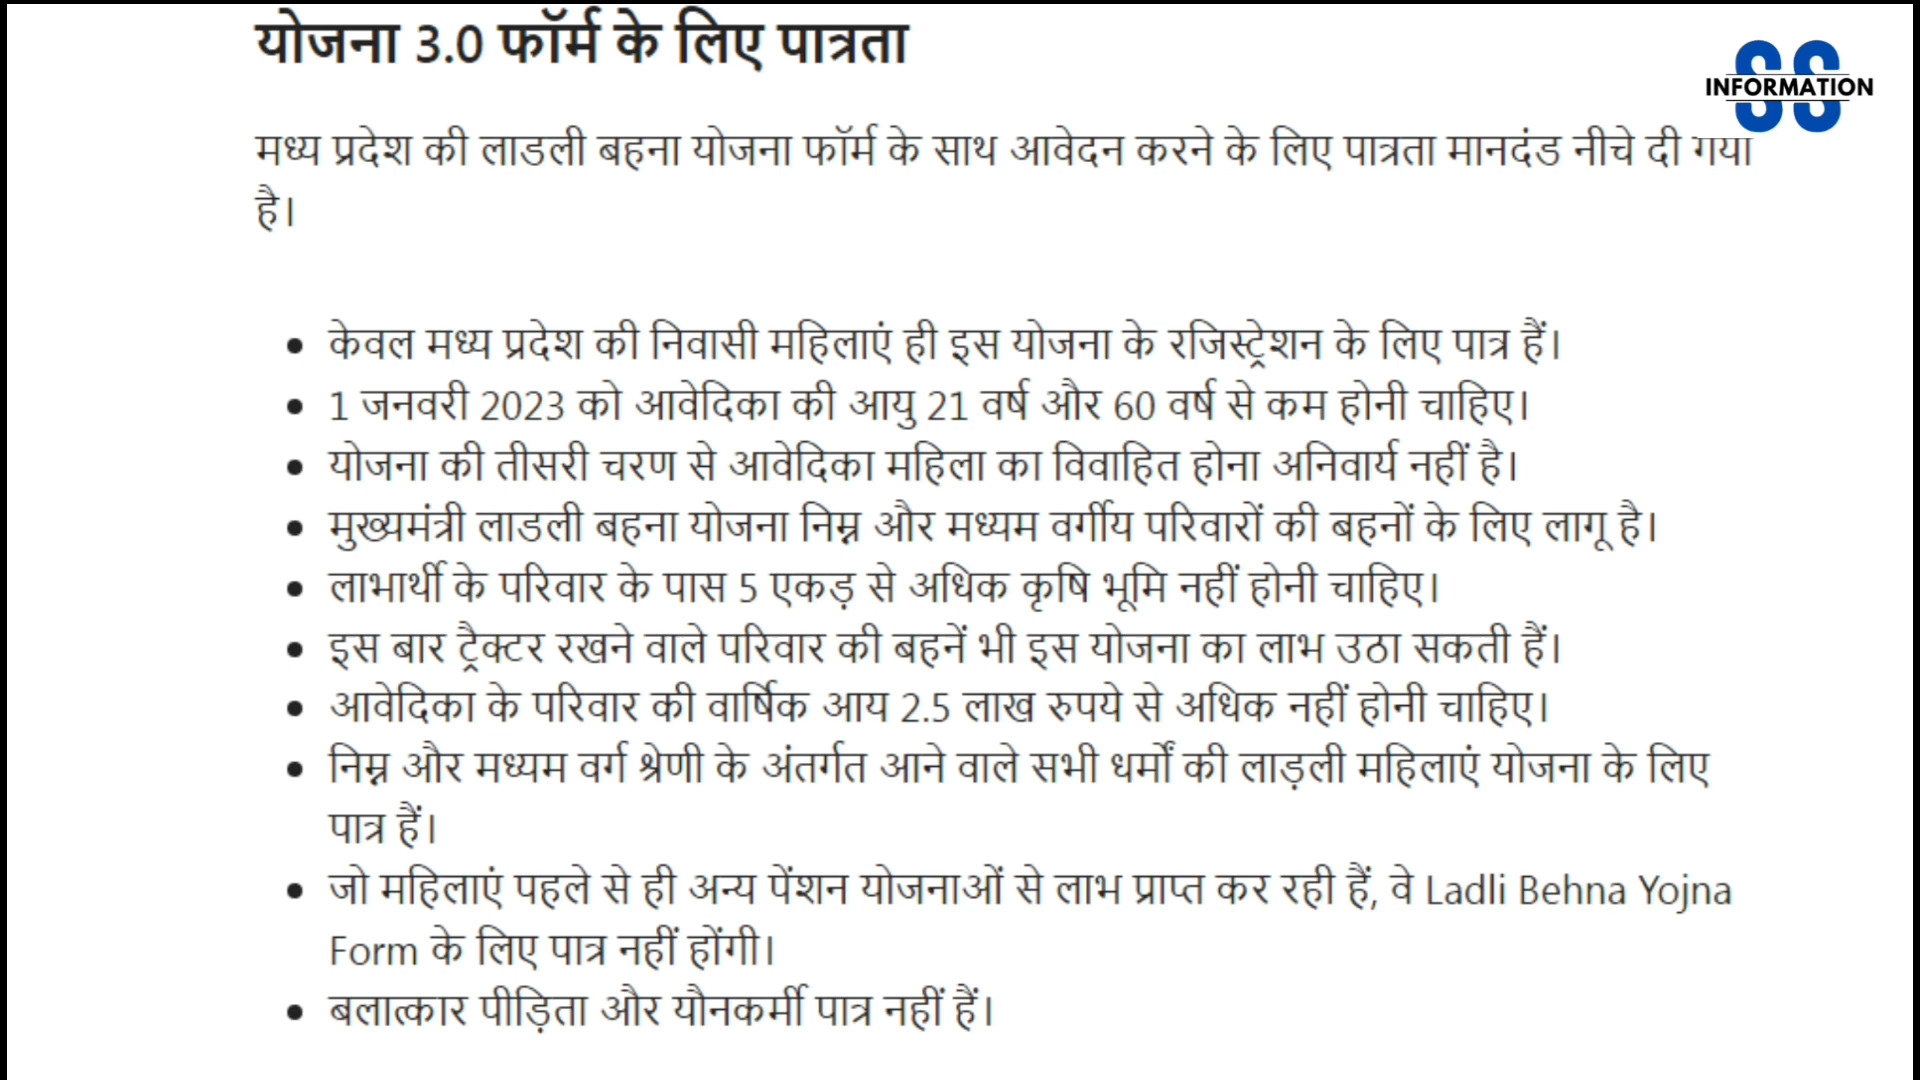 योजना 3.0 फॉर्म के लिए पात्रता
SS
INFORMATION
मध्य प्रदेश की लाडली बहना योजना फॉर्म के साथ आवेदन करने के लिए पात्रता मानदंड नीचे दी गया
है।
• केवल मध्य प्रदेश की निवासी महिलाएं ही इस योजना के रजिस्ट्रेशन के लिए पात्र हैं।
• 1 जनवरी 2023 को आवेदिका की आयु 21 वर्ष और 60 वर्ष से कम होनी चाहिए।
• योजना की तीसरी चरण से आवेदिका महिला का विवाहित होना अनिवार्य नहीं है।
• मुख्यमंत्री लाडली बहना योजना निम्न और मध्यम वर्गीय परिवारों की बहनों के लिए लागू है।
• लाभार्थी के परिवार के पास 5 एकड़ से अधिक कृषि भूमि नहीं होनी चाहिए।
• इस बार ट्रैक्टर रखने वाले परिवार की बहनें भी इस योजना का लाभ उठा सकती हैं।
• आवेदिका के परिवार की वार्षिक आय 2.5 लाख रुपये से अधिक नहीं होनी चाहिए।
• निम्न और मध्यम वर्ग श्रेणी के अंतर्गत आने वाले सभी धर्मों की लाड़ली महिलाएं योजना के लिए
पात्र हैं।
• जो महिलाएं पहले से ही अन्य पेंशन योजनाओं से लाभ प्राप्त कर रही हैं, वे Ladli Behna Yojna
Form के लिए पात्र नहीं होंगी।
• बलात्कार पीड़िता और यौनकर्मी पात्र नहीं हैं।